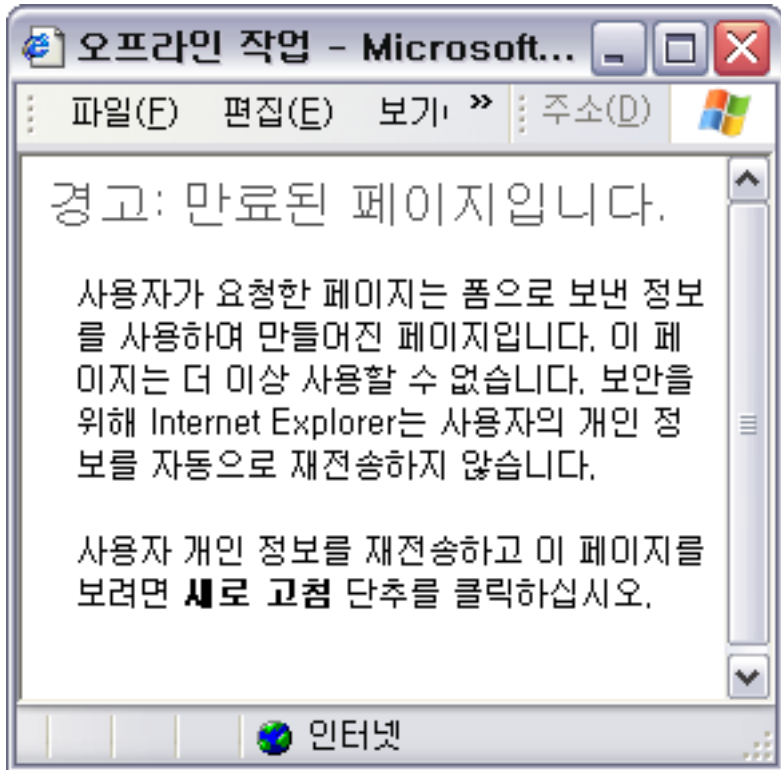 오프라인 작업 - Microsoft...
파일(F) 편집(E) 보기 » 주소(D)
경고: 만료된 페이지입니다.
사용자가 요청한 페이지는 폼으로 보낸 정보
를 사용하여 만들어진 페이지입니다. 이 페
이지는 더 이상 사용할 수 없습니다. 보안을
위해 Internet Explorer는 사용자의 개인 정
보를 자동으로 재전송하지 않습니다.
사용자 개인 정보를 재전송하고 이 페이지를
보려면 새로 고침 단추를 클릭하십시오.
인터넷